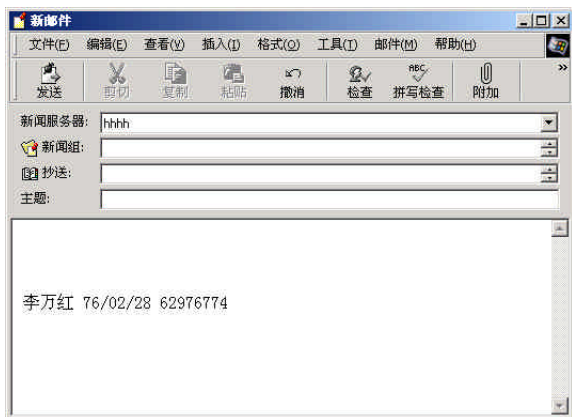 新邮件
文件(F) 编辑(E) 查看(V) 插入(I) 格式(O) 工具(T) 邮件(M) 帮助(H)
发送 剪切 复制 粘贴 撤消 检查 ABC 拼写检查 附加 »
新闻服务器: hhhh
新闻组:
抄送:
主题:
李万红 76/02/28 62976774